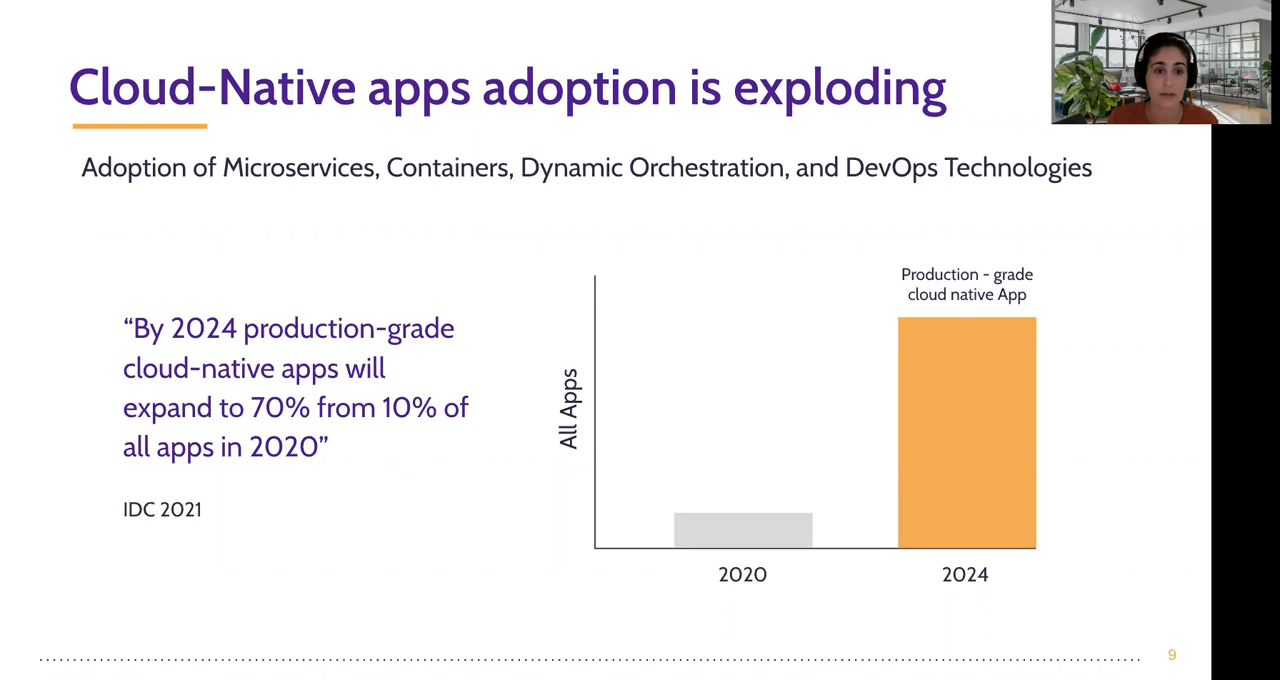 Cloud-Native apps adoption is exploding
Adoption of Microservices, Containers, Dynamic Orchestration, and DevOps Technologies
“By 2024 production-grade
cloud-native apps will
expand to 70% from 10% of
all apps in 2020”
IDC 2021
All Apps
Production - grade
cloud native App
2020
2024
9